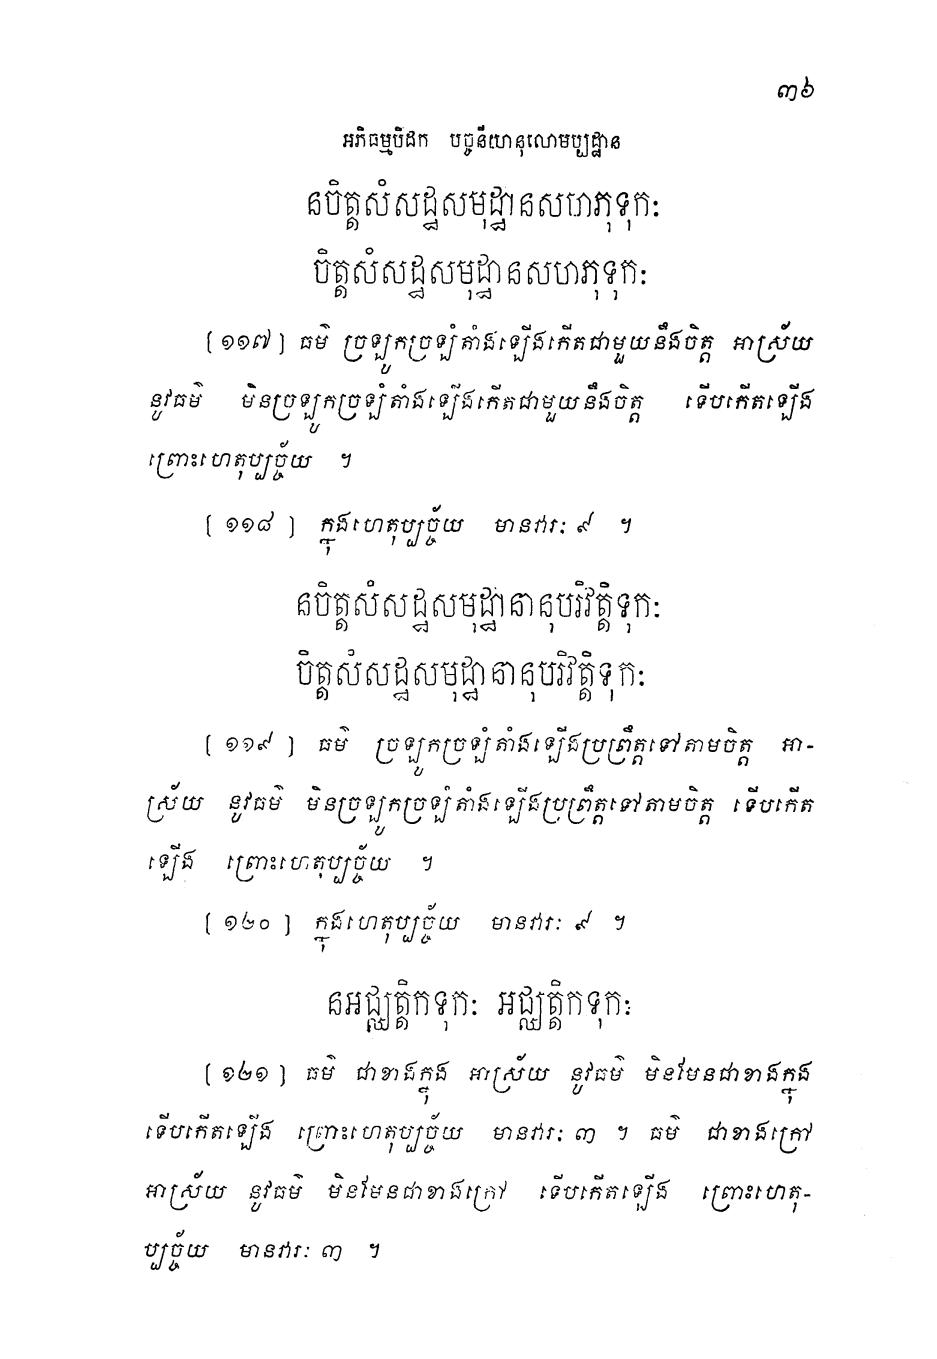 ៣៦
អភិធម្មបិដក បច្ចនីយានុលោមប្បដ្ឋាន
នចិត្តសំសដ្ឋសមុដ្ឋានសហភុទុកៈ
ចិត្តសំសដ្ឋសមុដ្ឋានសហភុទុកៈ
[១១៧] ធម៌ ច្រឡូកច្រឡំតាំងឡើងកើតជាមួយនឹងចិត្ត អាស្រ័យ
នូវធម៌ មិនច្រឡូកច្រឡំតាំងឡើងកើតជាមួយនឹងចិត្ត ទើបកើតឡើង
ព្រោះហេតុប្បច្ច័យ ។
[១១៨] ក្នុងហេតុប្បច្ច័យ មានវារៈ ៩ ។
នចិត្តសំសដ្ឋសមុដ្ឋានានុបរិវត្តិទុកៈ
ចិត្តសំសដ្ឋសមុដ្ឋានានុបរិវត្តិទុកៈ
[១១៩] ធម៌ ច្រឡូកច្រឡំតាំងឡើងប្រព្រឹត្តទៅតាមចិត្ត អា-
ស្រ័យ នូវធម៌ មិនច្រឡូកច្រឡំតាំងឡើងប្រព្រឹត្តទៅតាមចិត្ត ទើបកើត
ឡើង ព្រោះហេតុប្បច្ច័យ ។
[១២០] ក្នុងហេតុប្បច្ច័យ មានវារៈ ៩ ។
នអជ្ឈត្តិកទុកៈ អជ្ឈត្តិកទុកៈ
[១២១] ធម៌ ជាខាងក្នុង អាស្រ័យ នូវធម៌ មិនមែនជាខាងក្នុង
ទើបកើតឡើង ព្រោះហេតុប្បច្ច័យ មានវារៈ ៣ ។ ធម៌ ជាខាងក្រៅ
អាស្រ័យ នូវធម៌ មិនមែនជាខាងក្រៅ ទើបកើតឡើង ព្រោះហេតុ-
ប្បច្ច័យ មានវារៈ ៣ ។